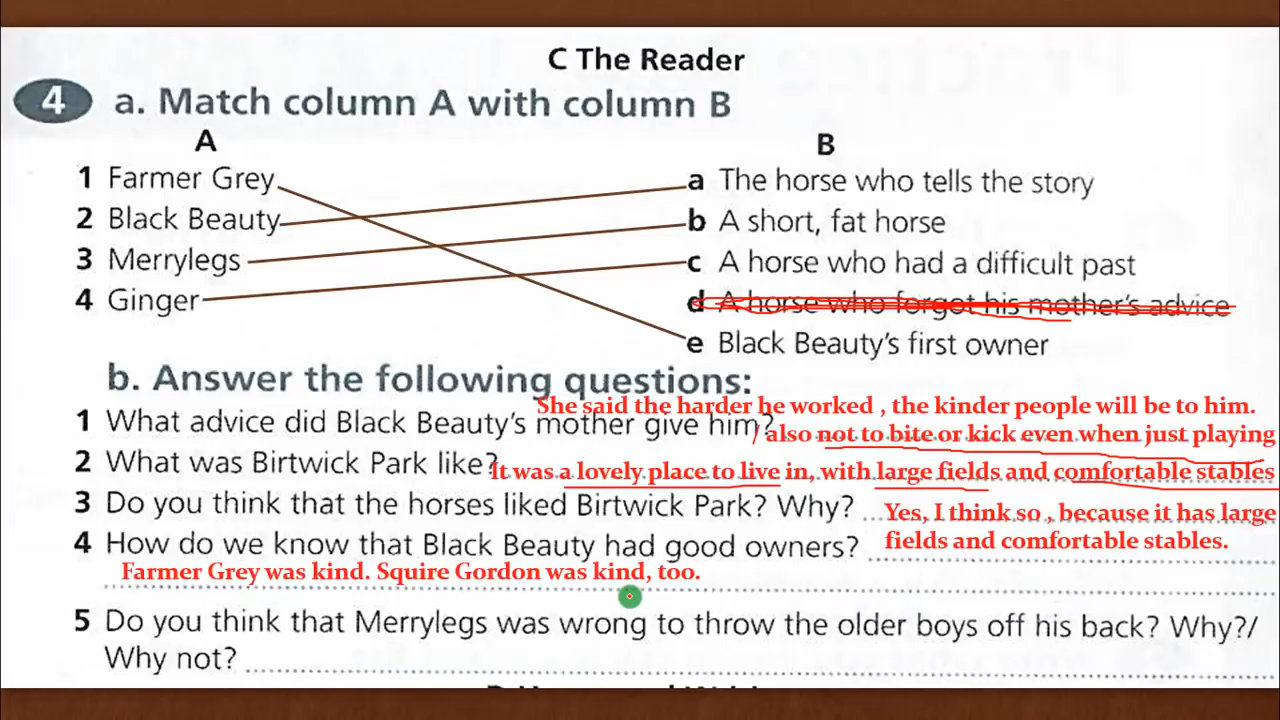 C The Reader
4 a. Match column A with column B
A B
1 Farmer Grey a The horse who tells the story
2 Black Beauty b A short, fat horse
3 Merrylegs c A horse who had a difficult past
4 Ginger d A horse who forgot his mother's advice
e Black Beauty's first owner
b. Answer the following questions:
She said the harder he worked , the kinder people will be to him.
1 What advice did Black Beauty's mother give him?
/ also not to bite or kick even when just playing
2 What was Birtwick Park like? It was a lovely place to live in, with large fields and comfortable stables
3 Do you think that the horses liked Birtwick Park? Why? Yes, I think so , because it has large
fields and comfortable stables.
4 How do we know that Black Beauty had good owners?
Farmer Grey was kind. Squire Gordon was kind, too.
5 Do you think that Merrylegs was wrong to throw the older boys off his back? Why?/
Why not?